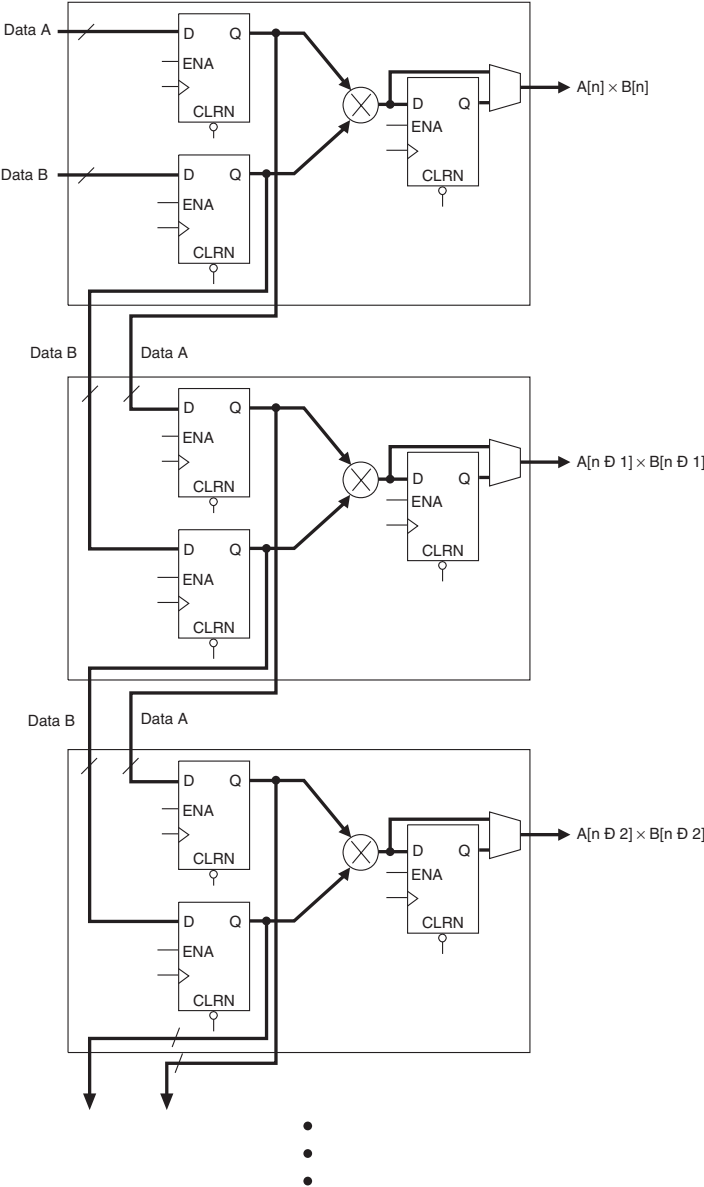 Data A
D Q
ENA
CLRN
A[n] × B[n]
D Q
ENA
CLRN
Data B
D Q
ENA
CLRN
Data B
Data A
D Q
ENA
CLRN
A[n Ð 1] × B[n Ð 1]
D Q
ENA
CLRN
D Q
ENA
CLRN
Data B
Data A
D Q
ENA
CLRN
A[n Ð 2] × B[n Ð 2]
D Q
ENA
CLRN
D Q
ENA
CLRN